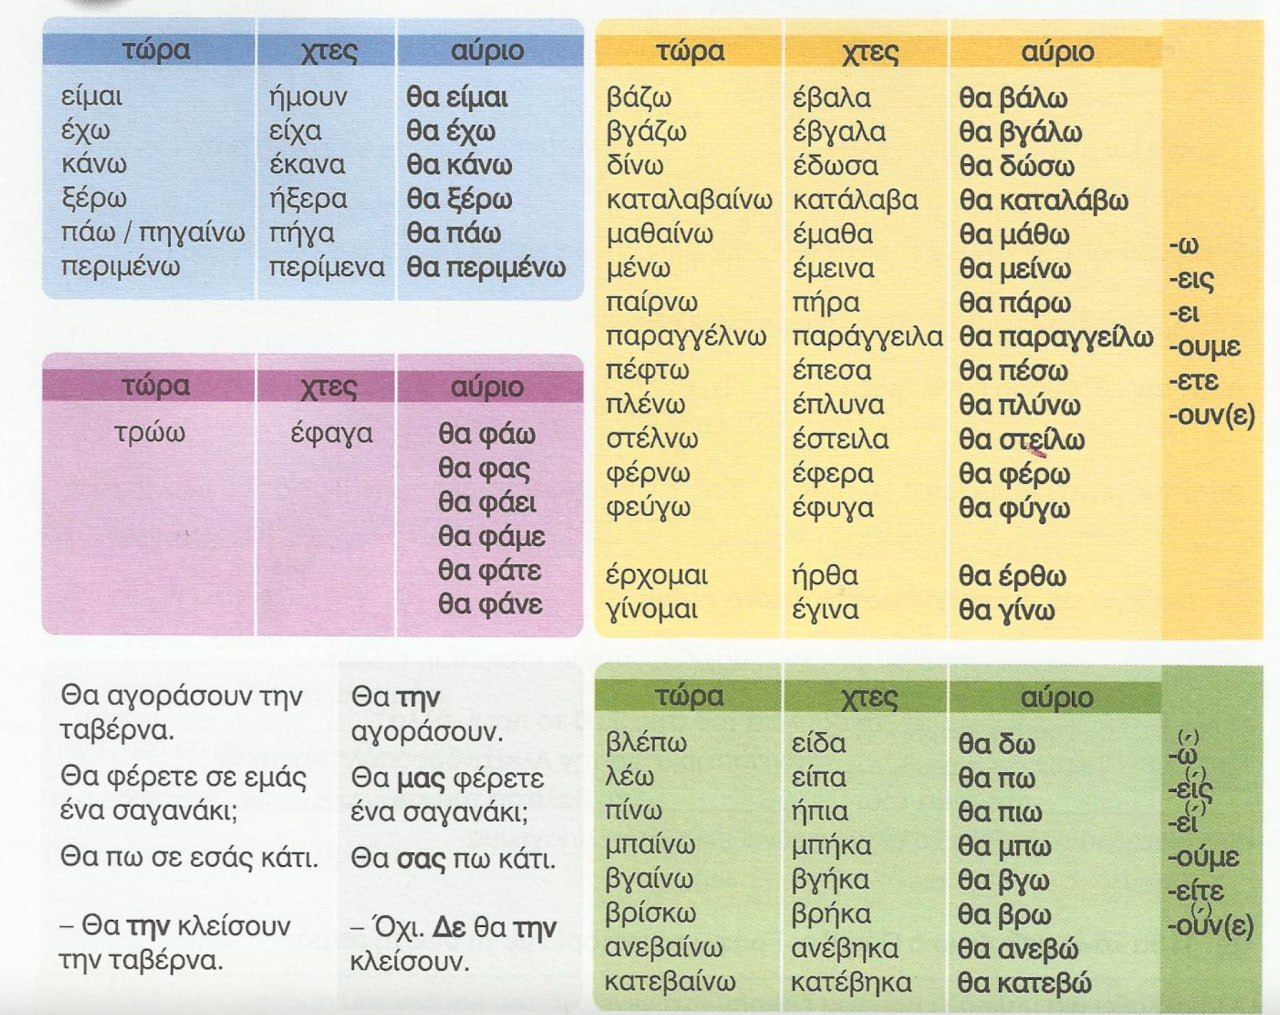 τώρα χτες αύριο
είμαι ήμουν θα είμαι
έχω είχα θα έχω
κάνω έκανα θα κάνω
ξέρω ήξερα θα ξέρω
πάω / πηγαίνω πήγα θα πάω
περιμένω περίμενα θα περιμένω
τώρα χτες αύριο
τρώω έφαγα θα φάω
θα φας
θα φάει
θα φάμε
θα φάτε
θα φάνε
τώρα χτες αύριο
βάζω έβαλα θα βάλω
βγάζω έβγαλα θα βγάλω
δίνω έδωσα θα δώσω
καταλαβαίνω κατάλαβα θα καταλάβω
μαθαίνω έμαθα θα μάθω
μένω έμεινα θα μείνω
παίρνω πήρα θα πάρω
παραγγέλνω παράγγειλα θα παραγγείλω
πέφτω έπεσα θα πέσω
πλένω έπλυνα θα πλύνω
στέλνω έστειλα θα στείλω
φέρνω έφερα θα φέρω
φεύγω έφυγα θα φύγω
έρχομαι ήρθα θα έρθω
γίνομαι έγινα θα γίνω
-ω
-εις
-ει
-ουμε
-ετε
-ουν(ε)
Θα αγοράσουν την
ταβέρνα.
Θα την
αγοράσουν.
Θα φέρετε σε εμάς
ένα σαγανάκι;
Θα μας φέρετε
ένα σαγανάκι;
Θα πω σε εσάς κάτι.
Θα σας πω κάτι.
– Θα την κλείσουν
την ταβέρνα.
– Όχι. Δε θα την
κλείσουν.
τώρα χτες αύριο
βλέπω είδα θα δω
λέω είπα θα πω
πίνω ήπια θα πιω
μπαίνω μπήκα θα μπω
βγαίνω βγήκα θα βγω
βρίσκω βρήκα θα βρω
ανεβαίνω ανέβηκα θα ανεβώ
κατεβαίνω κατέβηκα θα κατεβώ
-ω(´)
-ει(´)ς
-ει(´)
-ούμε
-είτε
-ου(´)ν(ε)